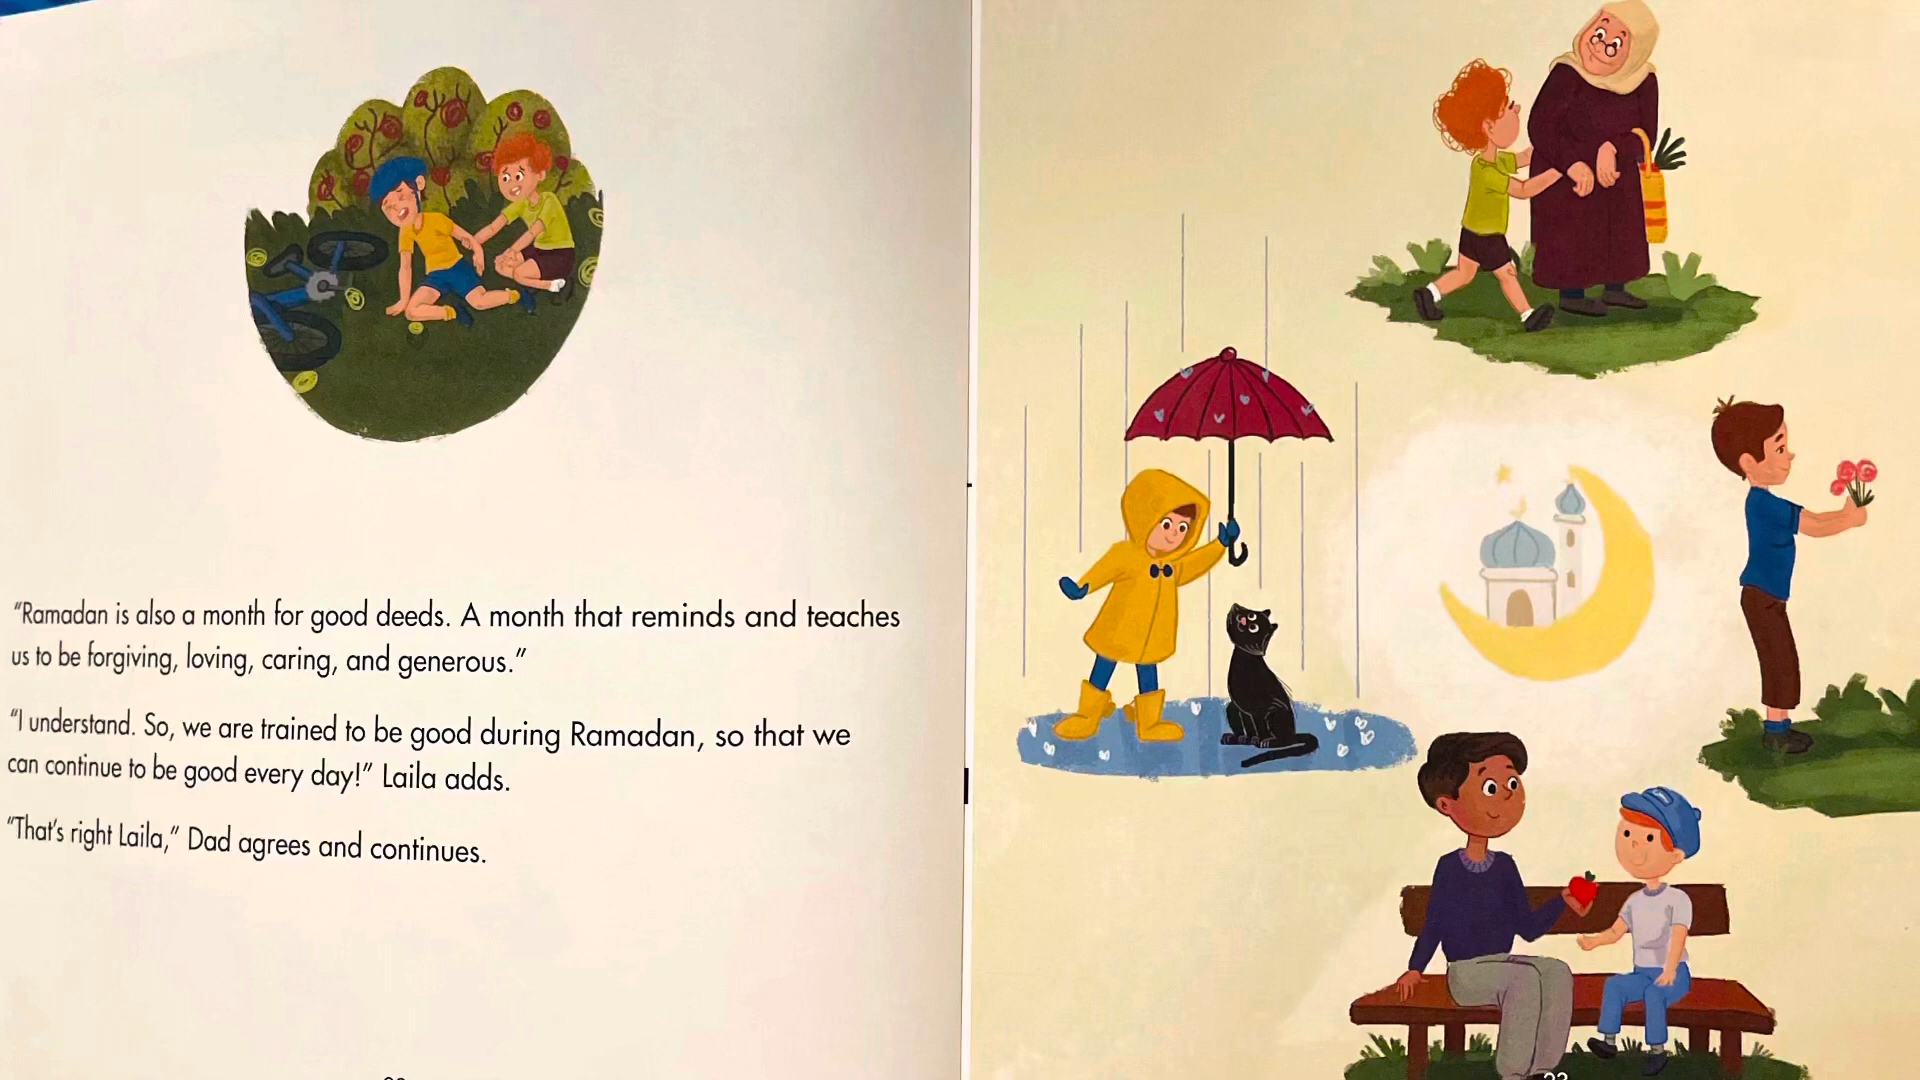 “Ramadan is also a month for good deeds. A month that reminds and teaches
us to be forgiving, loving, caring, and generous.”
“I understand. So, we are trained to be good during Ramadan, so that we
can continue to be good every day!” Laila adds.
“That’s right Laila,” Dad agrees and continues.